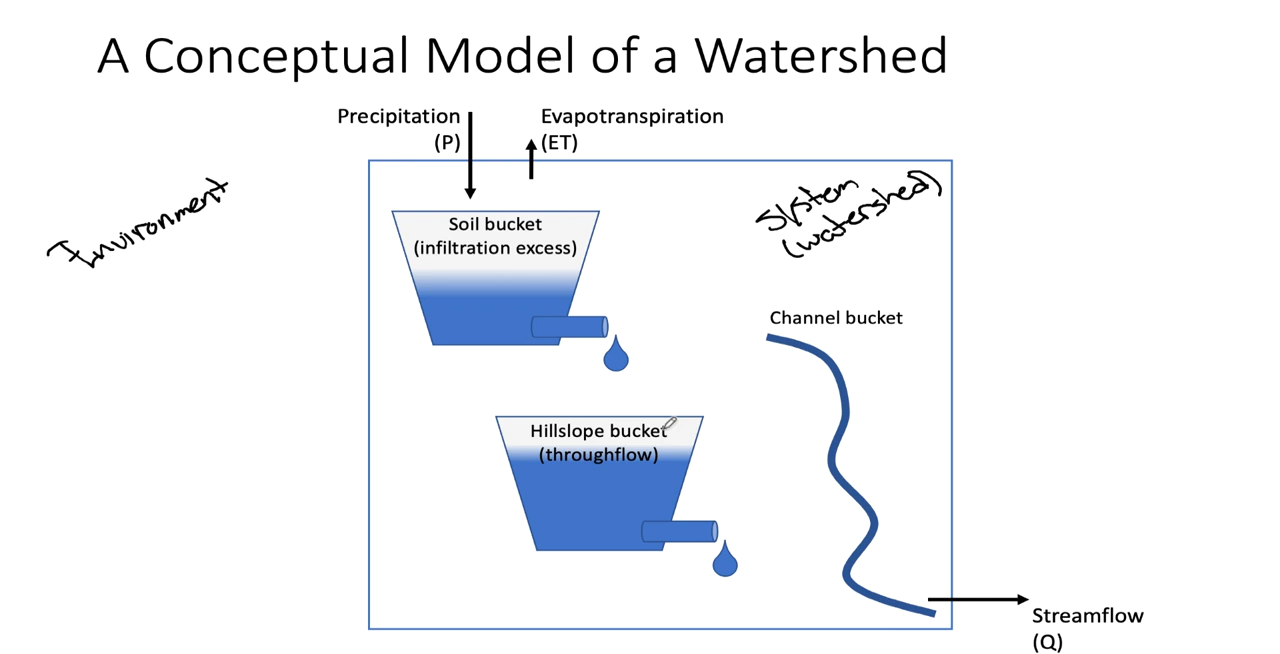 A Conceptual Model of a Watershed
Precipitation
(P)
Evapotranspiration
(ET)
Environment
System
(watershed)
Soil bucket
(infiltration excess)
Channel bucket
Hillslope bucket
(throughflow)
Streamflow
(Q)